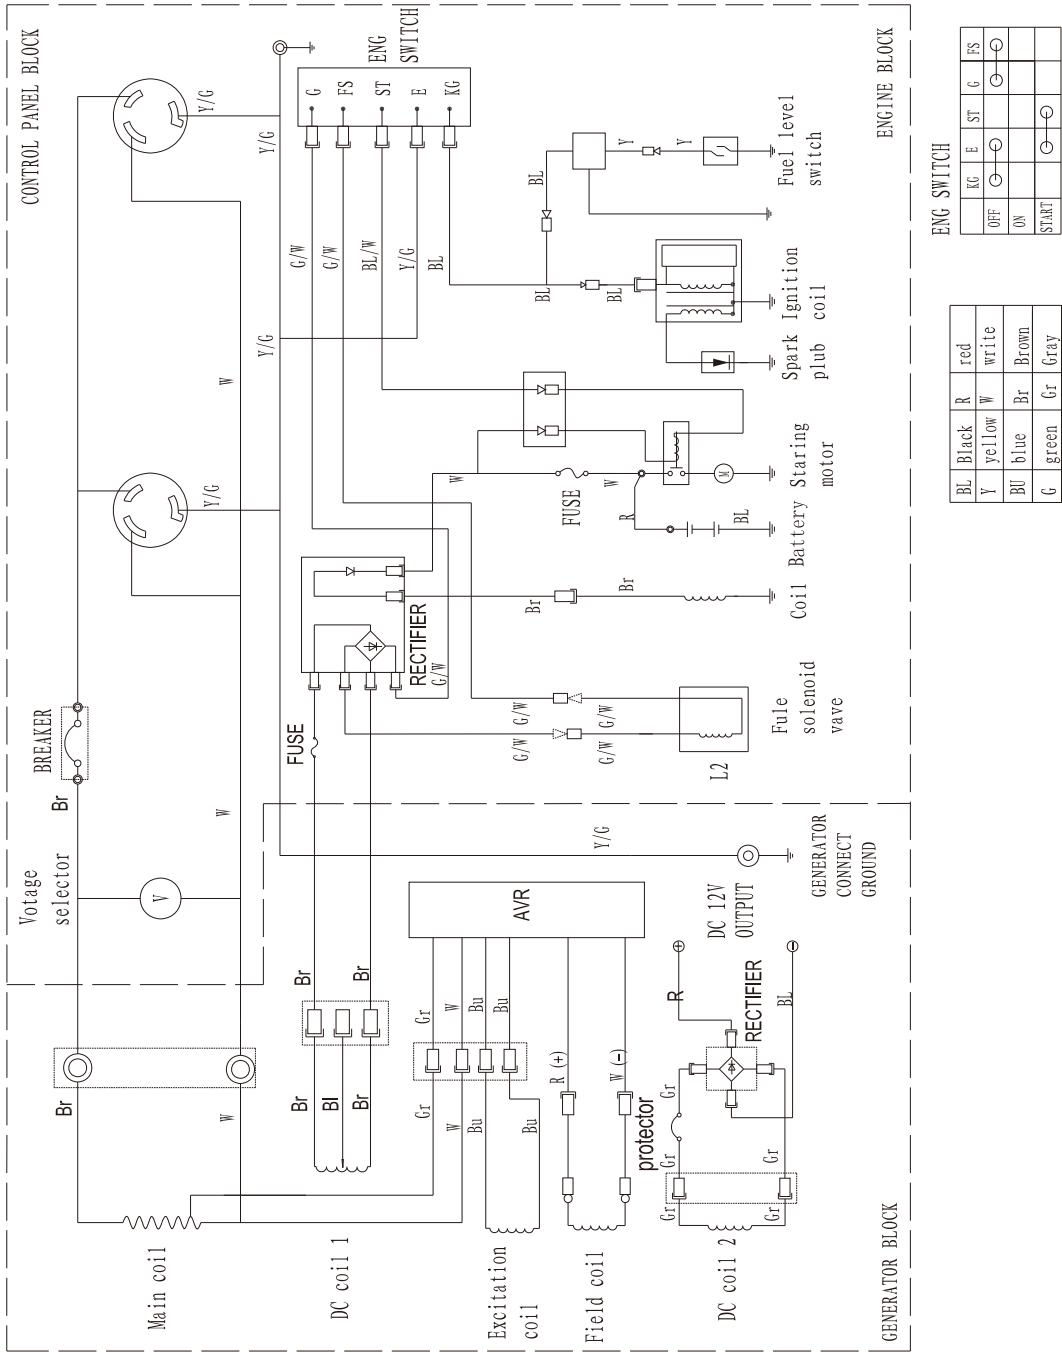 CONTROL PANEL BLOCK
Y/G
Y/G
ENG
SWITCH
G
FS
ST
E
KG
ENGINE BLOCK
G/W
G/W
BL/W
Y/G
BL
BL
Y
Y
Fuel level
switch
BL
BL
Ignition
coil
Spark
plub
Y/G
W
Y/G
W
FUSE
W
R
BL
M
Staring
motor
Battery
Br
Br
Coil
RECTIFIER
G/W
G/W
G/W
G/W
G/W
L2
Fule
solenoid
vave
BREAKER
Br
FUSE
W
Votage
selector
V
Y/G
GENERATOR
CONNECT
GROUND
AVR
DC 12V
OUTPUT
Br
Br
Gr
W
Bu
Bu
R (+)
W (-)
R
+
-
BL
RECTIFIER
Br
W
Br
Bl
Br
Gr
W
Bu
Bu
protector
Gr
Gr
Gr
Gr
Gr
Main coil
DC coil 1
Excitation
coil
Field coil
DC coil 2
GENERATOR BLOCK
ENG SWITCH
KG E ST G FS
OFF
ON
START
BL Black R red
Y yellow W write
BU blue Br Brown
G green Gr Gray